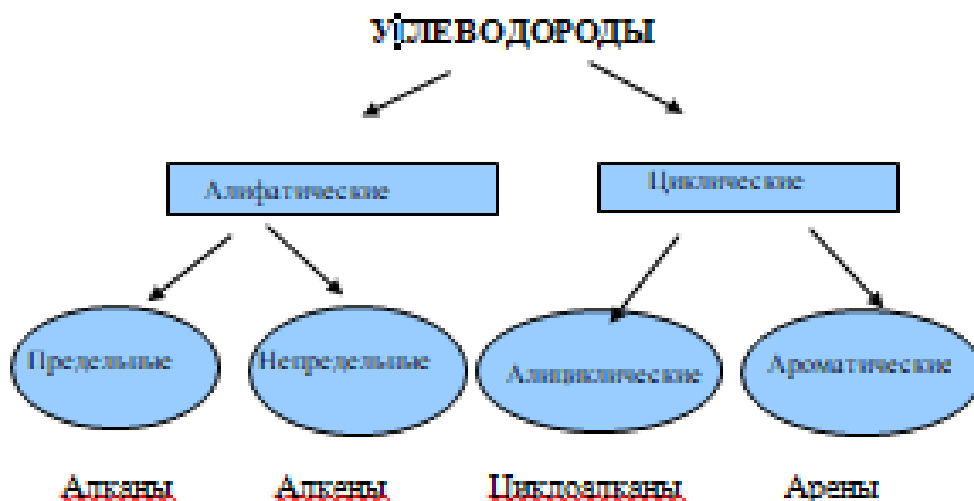 УГЛЕВОДОРОДЫ
Алифатические
Циклические
Предельные
Непредельные
Алициклические
Ароматические
Алканы
Алкены
Циклоалканы
Арены